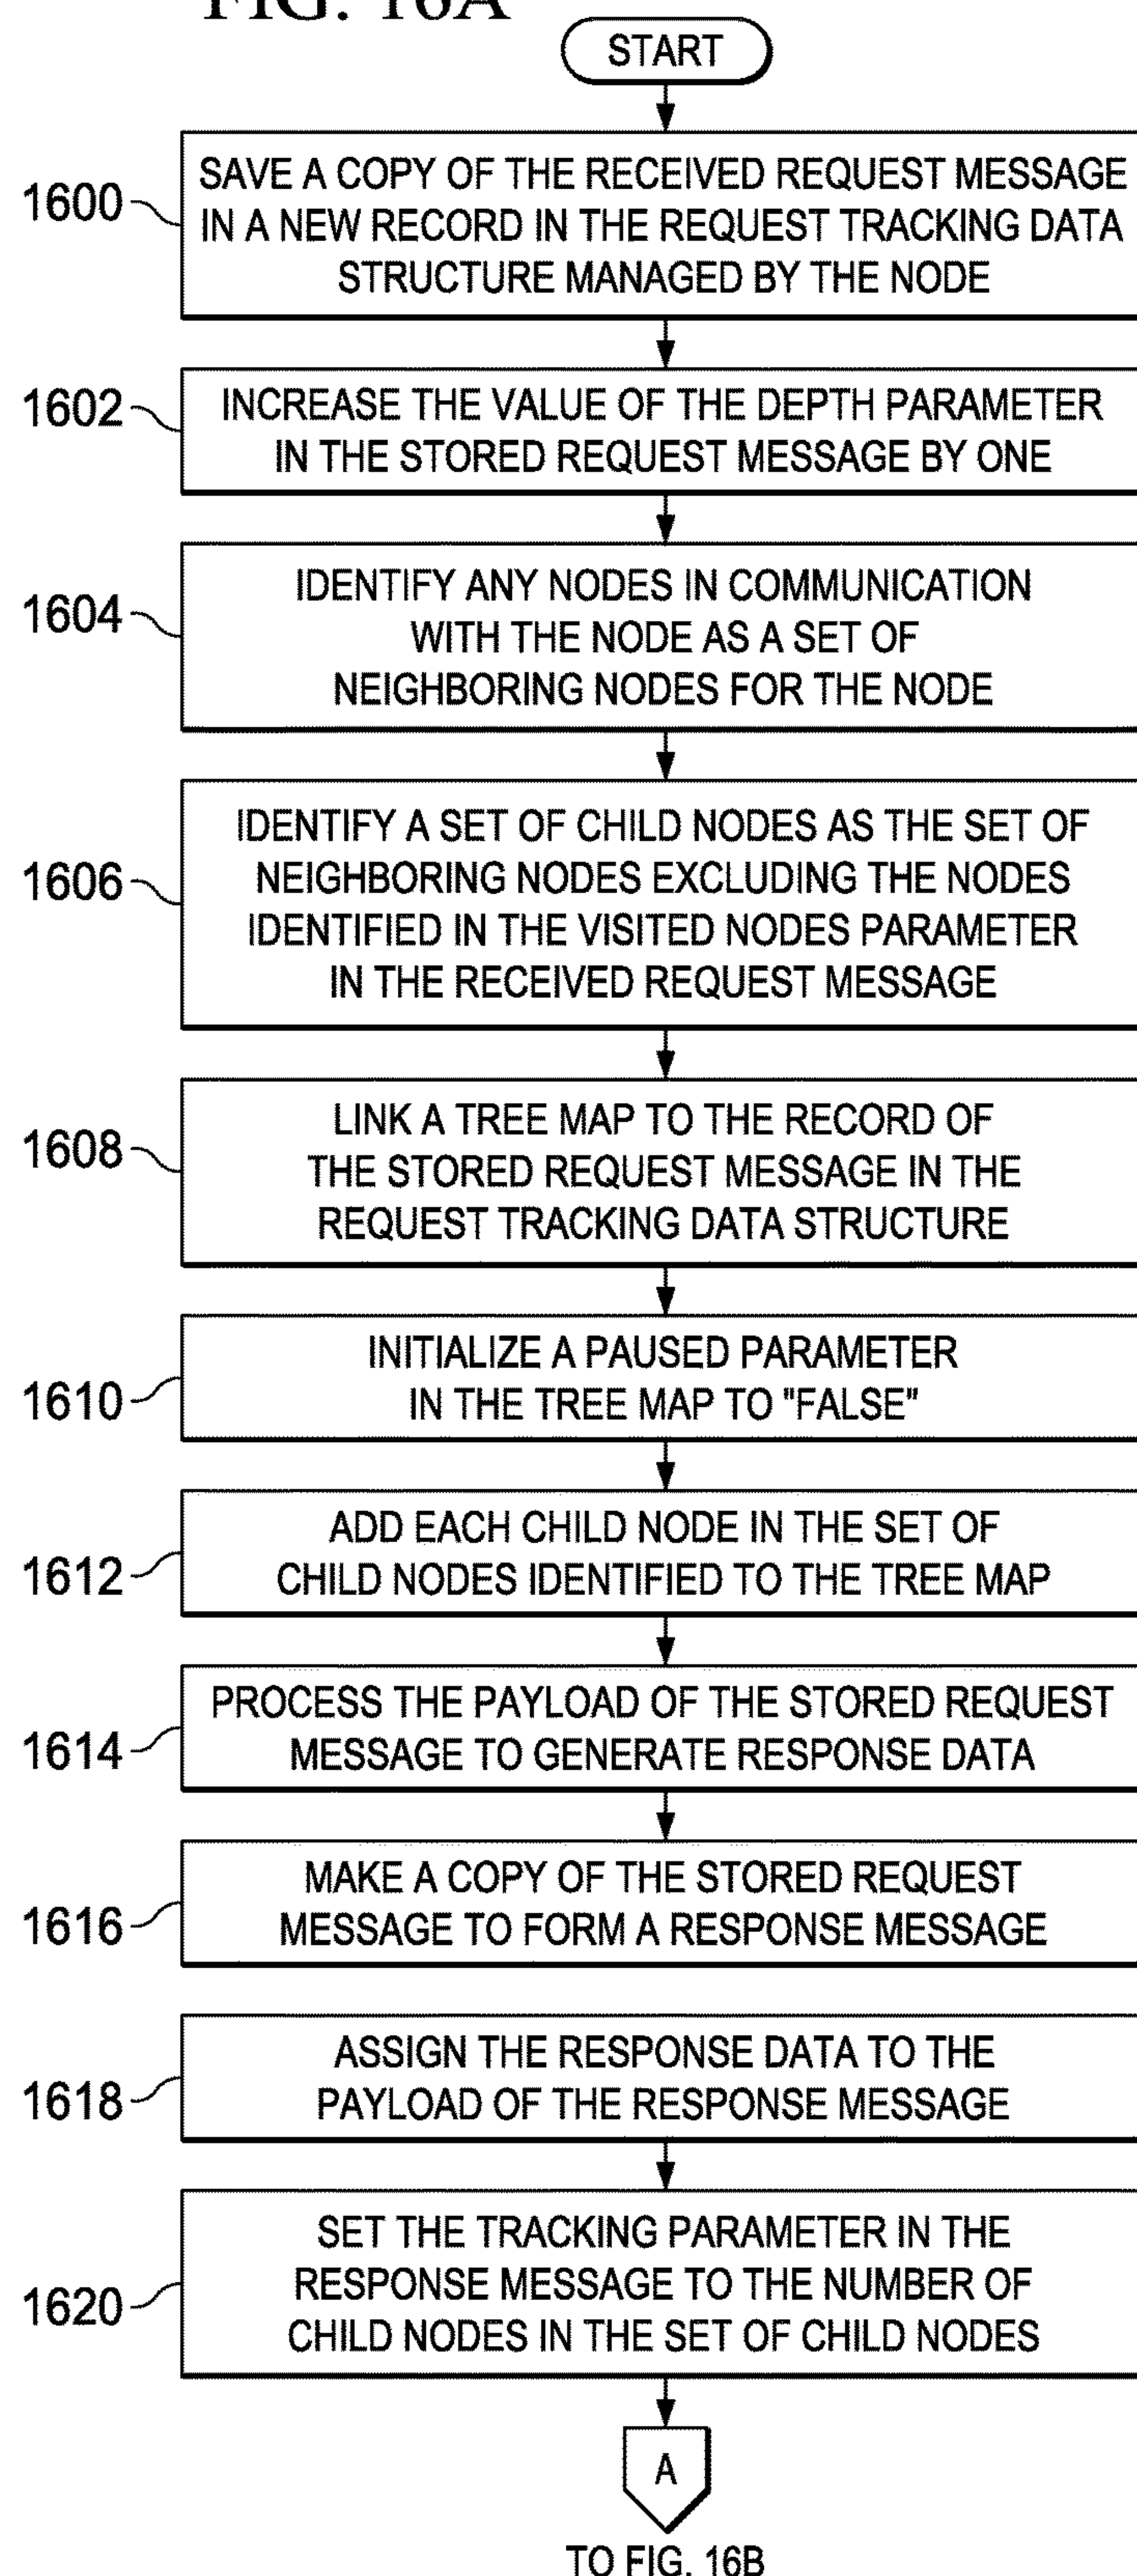 FIG. 16A
START
1600
SAVE A COPY OF THE RECEIVED REQUEST MESSAGE
IN A NEW RECORD IN THE REQUEST TRACKING DATA
STRUCTURE MANAGED BY THE NODE
1602
INCREASE THE VALUE OF THE DEPTH PARAMETER
IN THE STORED REQUEST MESSAGE BY ONE
1604
IDENTIFY ANY NODES IN COMMUNICATION
WITH THE NODE AS A SET OF
NEIGHBORING NODES FOR THE NODE
1606
IDENTIFY A SET OF CHILD NODES AS THE SET OF
NEIGHBORING NODES EXCLUDING THE NODES
IDENTIFIED IN THE VISITED NODES PARAMETER
IN THE RECEIVED REQUEST MESSAGE
1608
LINK A TREE MAP TO THE RECORD OF
THE STORED REQUEST MESSAGE IN THE
REQUEST TRACKING DATA STRUCTURE
1610
INITIALIZE A PAUSED PARAMETER
IN THE TREE MAP TO "FALSE"
1612
ADD EACH CHILD NODE IN THE SET OF
CHILD NODES IDENTIFIED TO THE TREE MAP
1614
PROCESS THE PAYLOAD OF THE STORED REQUEST
MESSAGE TO GENERATE RESPONSE DATA
1616
MAKE A COPY OF THE STORED REQUEST
MESSAGE TO FORM A RESPONSE MESSAGE
1618
ASSIGN THE RESPONSE DATA TO THE
PAYLOAD OF THE RESPONSE MESSAGE
1620
SET THE TRACKING PARAMETER IN THE
RESPONSE MESSAGE TO THE NUMBER OF
CHILD NODES IN THE SET OF CHILD NODES
A
TO FIG. 16B